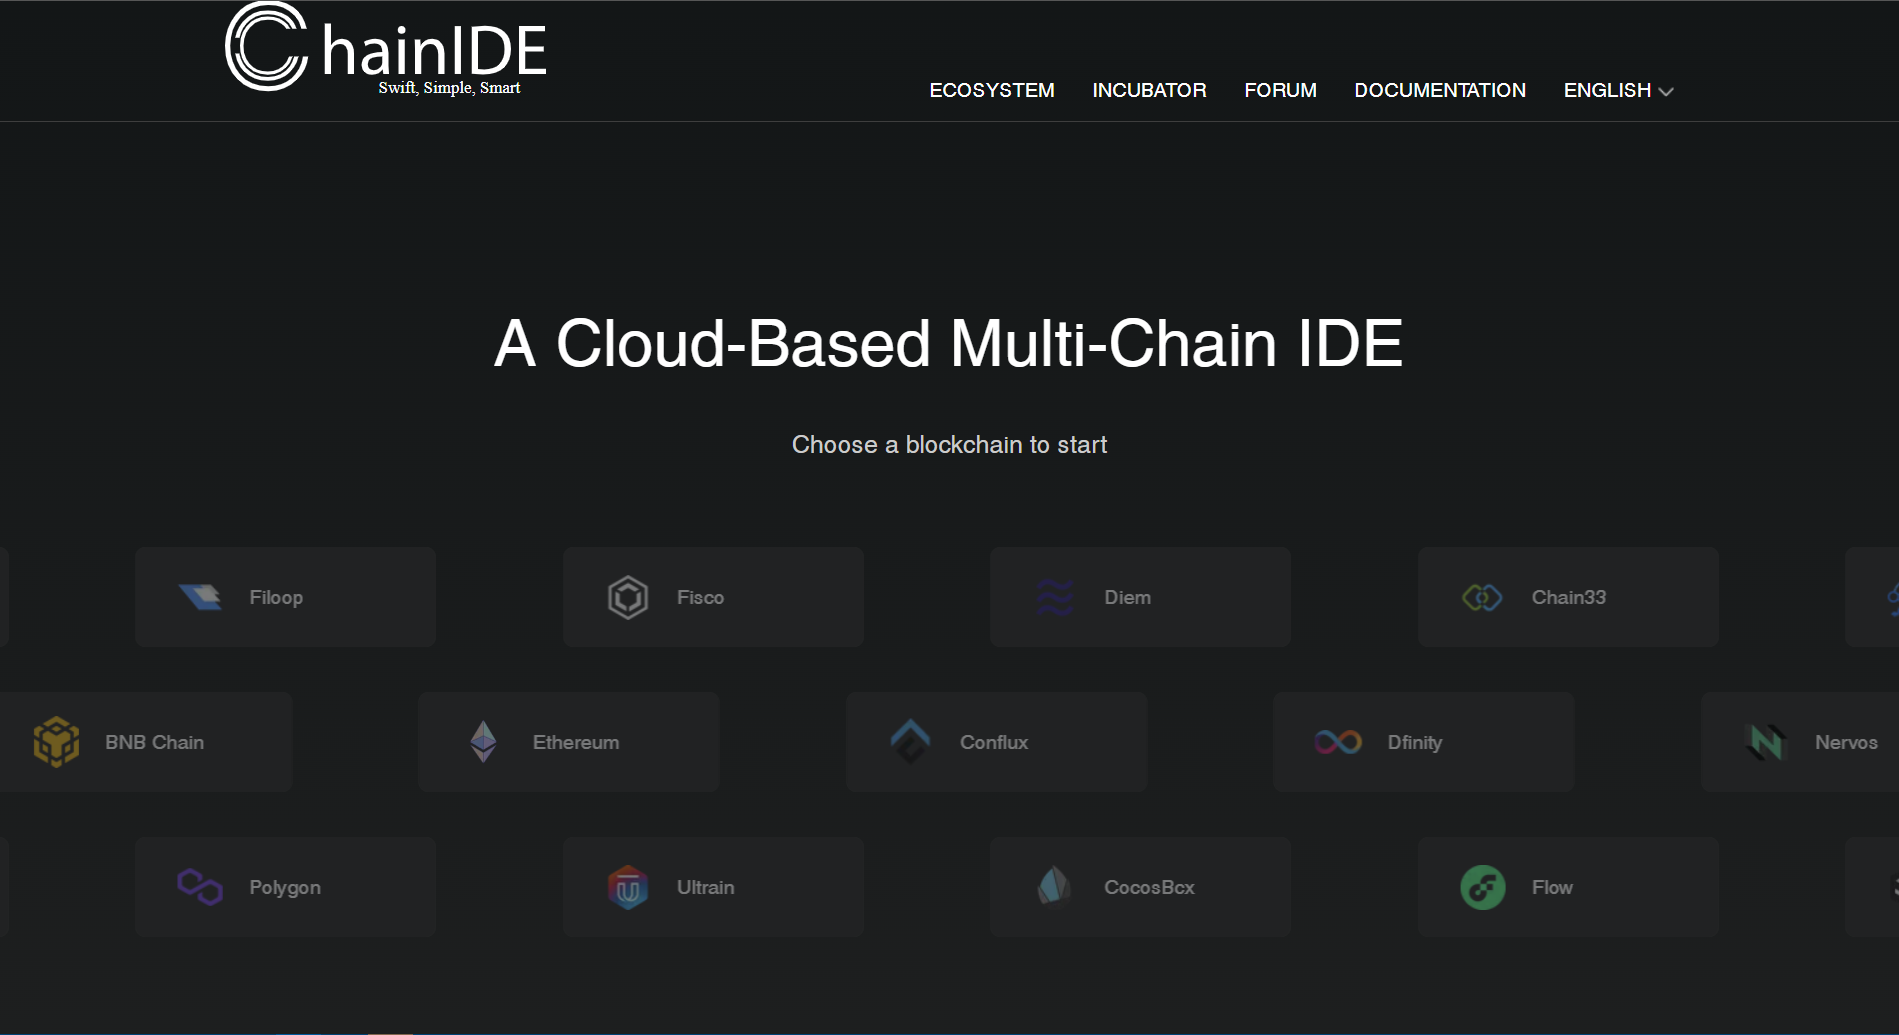 ChainIDE
Swift, Simple, Smart
ECOSYSTEM INCUBATOR FORUM DOCUMENTATION ENGLISH
A Cloud-Based Multi-Chain IDE
Choose a blockchain to start
Filoop Fisco Diem Chain33
BNB Chain Ethereum Conflux Dfinity Nervos
Polygon Ultrain CocosBcx Flow